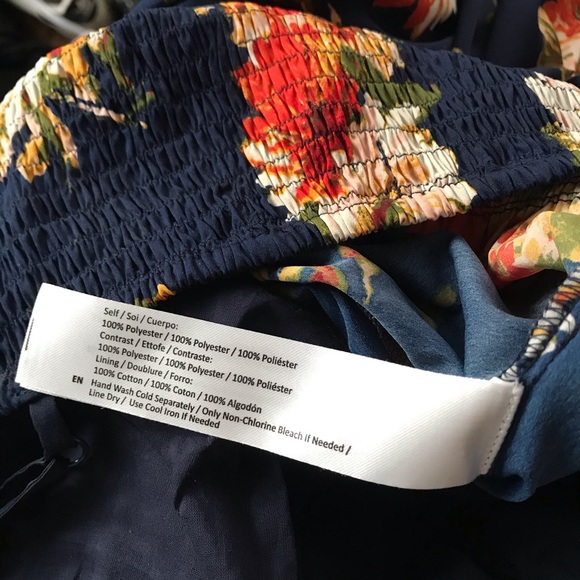 Self / Soi / Cuerpo:
100% Polyester / 100% Polyester / 100% Poliéster
Contrast / Ettofe / Contraste:
100% Polyester / 100% Polyester / 100% Poliéster
Lining / Doublure / Forro:
100% Cotton / 100% Coton / 100% Algodón
EN Hand Wash Cold Separately / Only Non-Chlorine Bleach If Needed /
Line Dry / Use Cool Iron If Needed